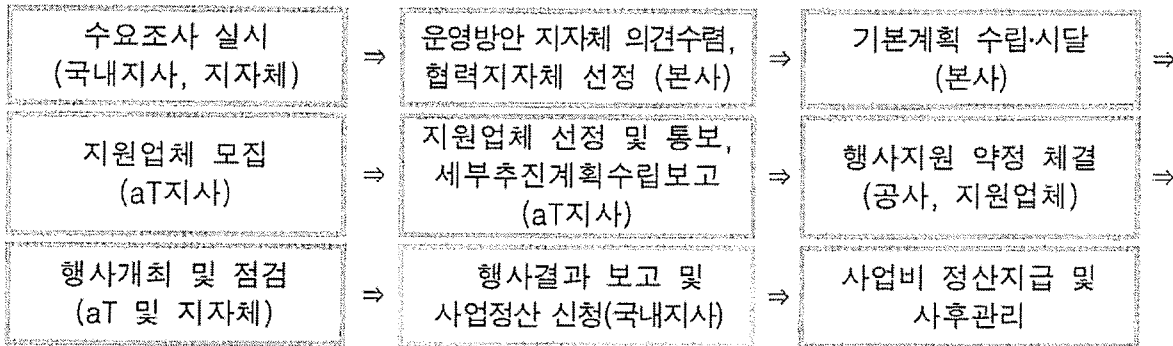 수요조사 실시
(국내지사, 지자체)
⇒
운영방안 지자체 의견수렴,
협력지자체 선정 (본사)
⇒
기본계획 수립·시달
(본사)
⇒
지원업체 모집
(aT지사)
⇒
지원업체 선정 및 통보,
세부추진계획수립보고
(aT지사)
⇒
행사지원 약정 체결
(공사, 지원업체)
⇒
행사개최 및 점검
(aT 및 지자체)
⇒
행사결과 보고 및
사업정산 신청(국내지사)
⇒
사업비 정산지급 및
사후관리